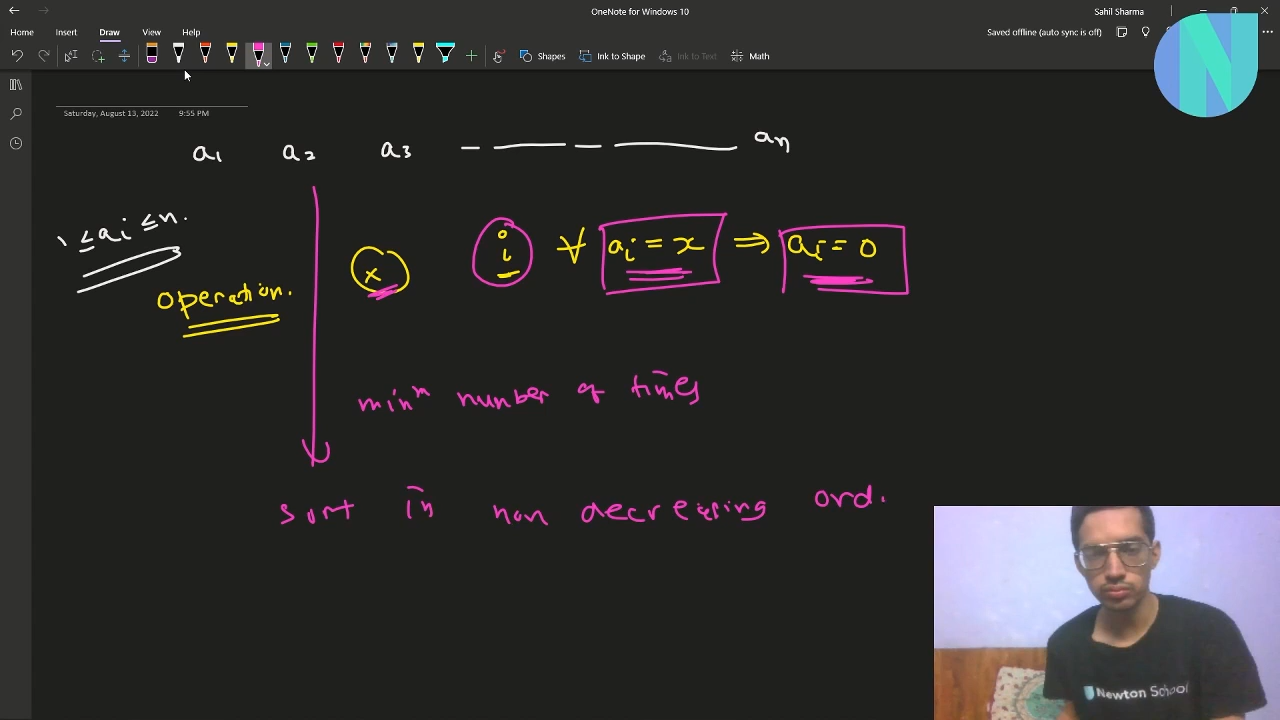 OneNote for Windows 10
Sahil Sharma
Home Insert Draw View Help
Saved offline (auto sync is off)
Shapes Ink to Shape Ink to Text Math
Saturday, August 13, 2022 9:55 PM
a1 a2 a3 — —— — —— an
1 ≤ ai ≤ n.
x i ∀ ai = x ⇒ ai = 0
operation.
minm number of times
sort in non decreasing ord.
Newton School